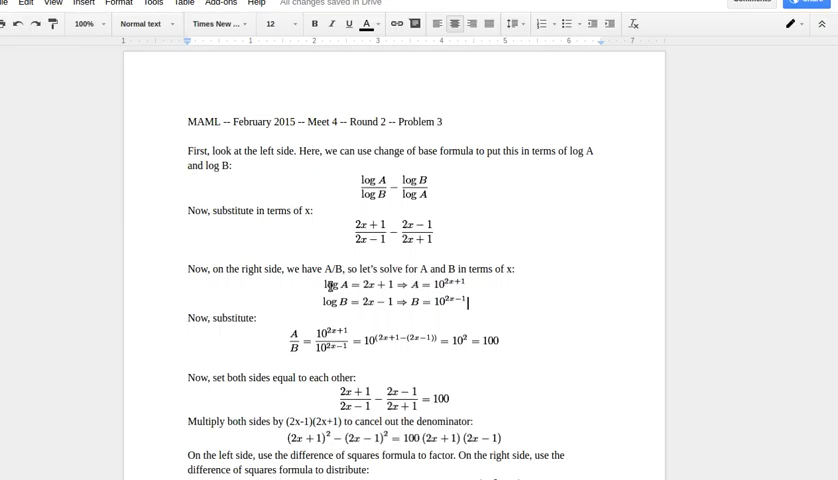 Edit View Insert Format Tools Table Add-ons Help All changes saved in Drive
100% Normal text Times New ... 12 B I U A
1 1 2 3 4 5 6 7
MAML -- February 2015 -- Meet 4 -- Round 2 -- Problem 3
First, look at the left side. Here, we can use change of base formula to put this in terms of log A
and log B:
log A / log B − log B / log A
Now, substitute in terms of x:
2x + 1 / 2x − 1 − 2x − 1 / 2x + 1
Now, on the right side, we have A/B, so let's solve for A and B in terms of x:
log A = 2x + 1 ⇒ A = 10^{2x+1}
log B = 2x − 1 ⇒ B = 10^{2x−1}
Now, substitute:
A / B = 10^{2x+1} / 10^{2x−1} = 10^{(2x+1−(2x−1))} = 10^2 = 100
Now, set both sides equal to each other:
2x + 1 / 2x − 1 − 2x − 1 / 2x + 1 = 100
Multiply both sides by (2x-1)(2x+1) to cancel out the denominator:
(2x + 1)^2 − (2x − 1)^2 = 100 (2x + 1) (2x − 1)
On the left side, use the difference of squares formula to factor. On the right side, use the
difference of squares formula to distribute: